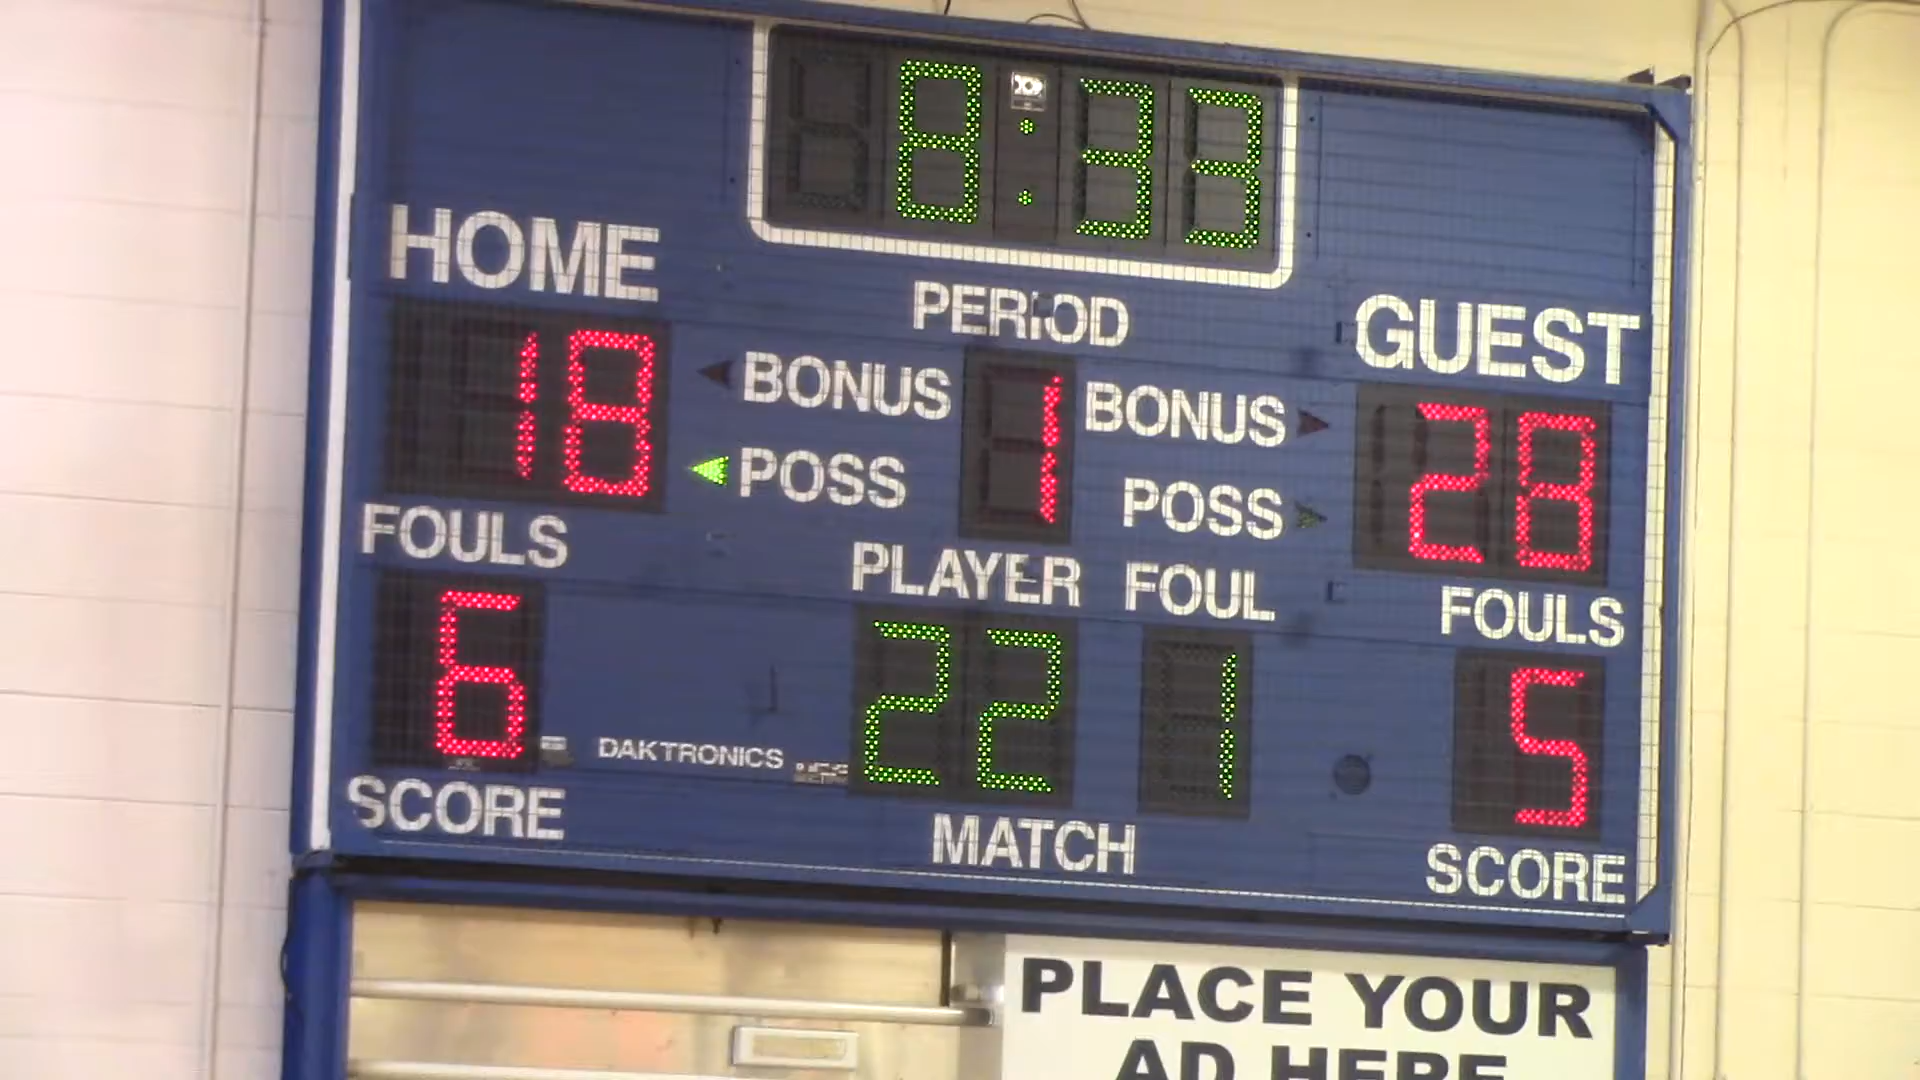 8:33
HOME
PERIOD
GUEST
18
BONUS
1
BONUS
28
POSS
POSS
FOULS
PLAYER
FOUL
FOULS
6
22
1
5
DAKTRONICS
SCORE
MATCH
SCORE
PLACE YOUR
AD HERE